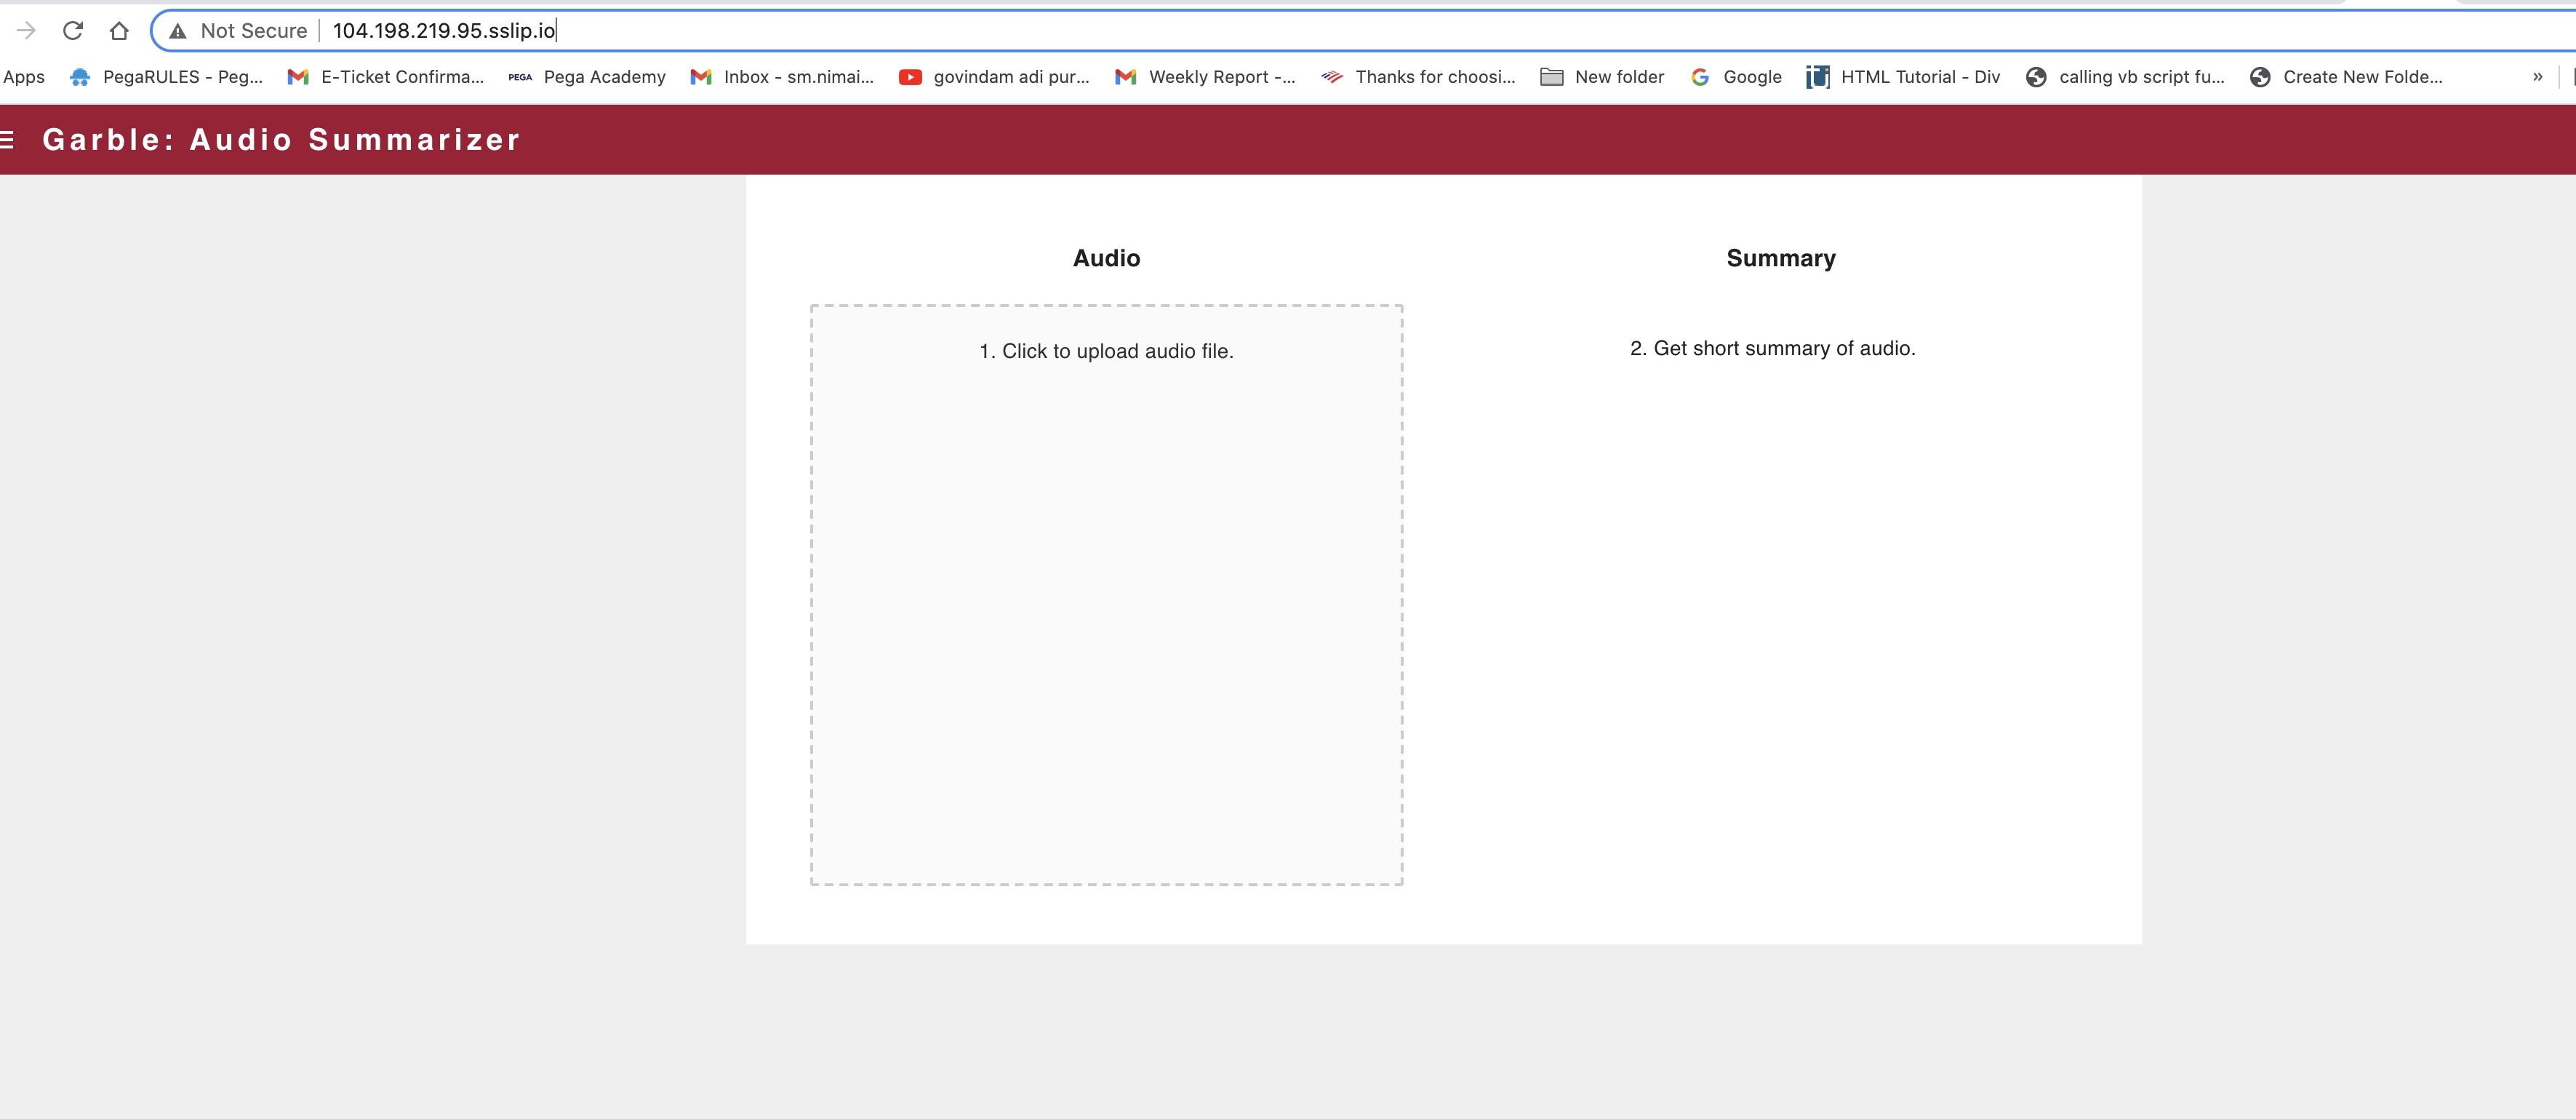 Not Secure | 104.198.219.95.sslip.io
Apps PegaRULES - Peg... E-Ticket Confirma... PEGA Pega Academy Inbox - sm.nimai... govindam adi pur... Weekly Report -... Thanks for choosi... New folder Google HTML Tutorial - Div calling vb script fu... Create New Folde... »
Garble: Audio Summarizer
Audio Summary
1. Click to upload audio file. 2. Get short summary of audio.